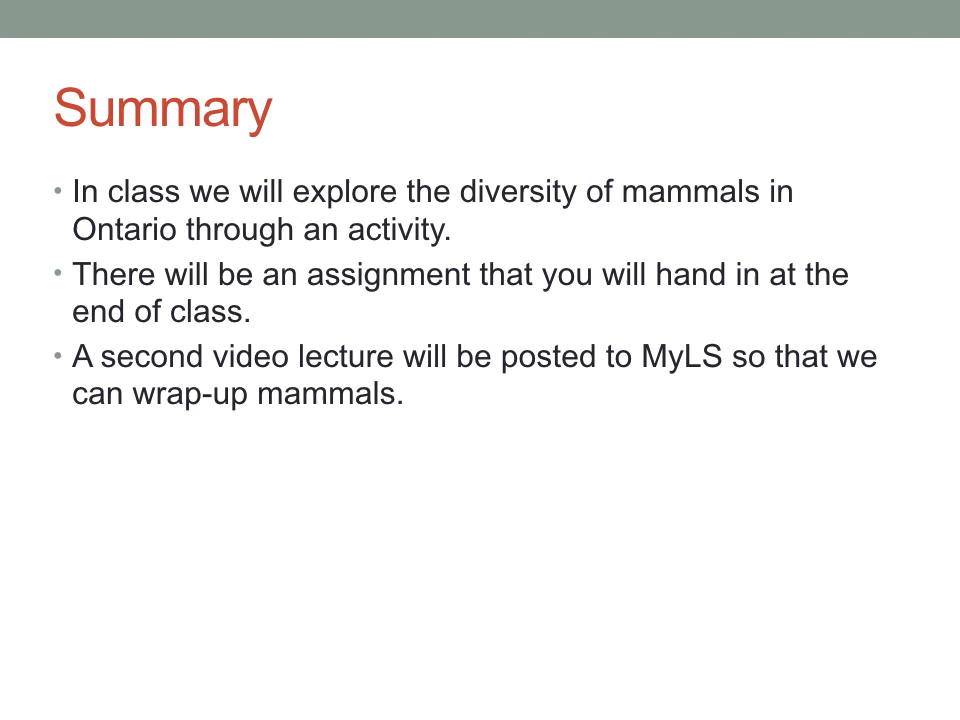 Summary
• In class we will explore the diversity of mammals in
Ontario through an activity.
• There will be an assignment that you will hand in at the
end of class.
• A second video lecture will be posted to MyLS so that we
can wrap-up mammals.